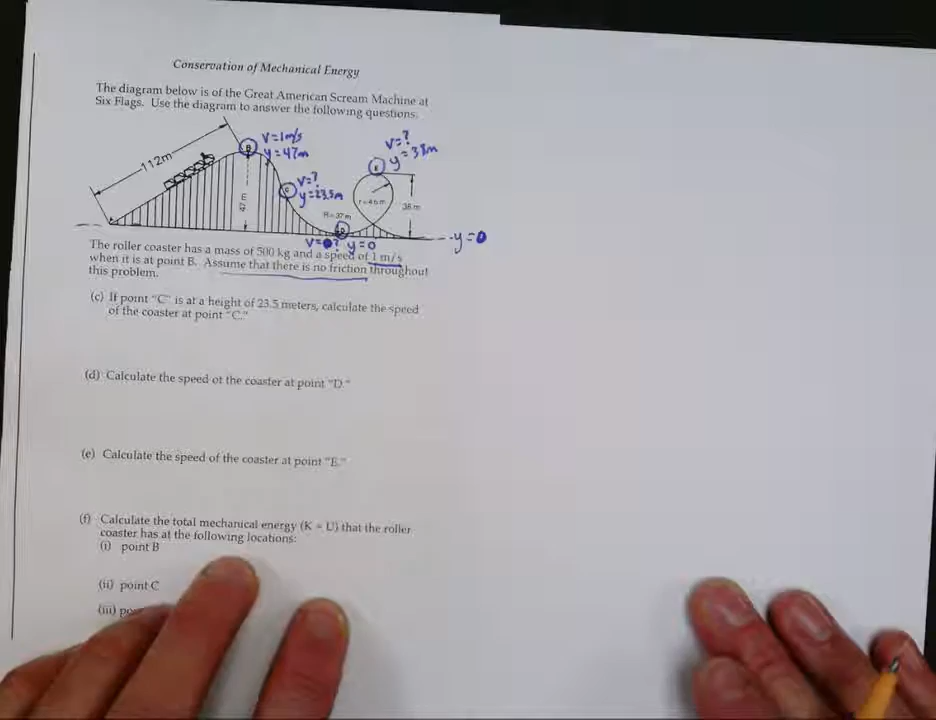 Conservation of Mechanical Energy
The diagram below is of the Great American Scream Machine at
Six Flags. Use the diagram to answer the following questions.
112m
B
V=1m/s
y=47m
V=?
y=38m
E
C
V=?
y=23.5m
47 m
r=4.6m
38 m
R=37 m
D
V=? y=0
y=0
The roller coaster has a mass of 500 kg and a speed of 1 m/s
when it is at point B. Assume that there is no friction throughout
this problem.
(c) If point "C" is at a height of 23.5 meters, calculate the speed
of the coaster at point "C."
(d) Calculate the speed of the coaster at point "D."
(e) Calculate the speed of the coaster at point "E."
(f) Calculate the total mechanical energy (K + U) that the roller
coaster has at the following locations:
(i) point B
(ii) point C
(iii)